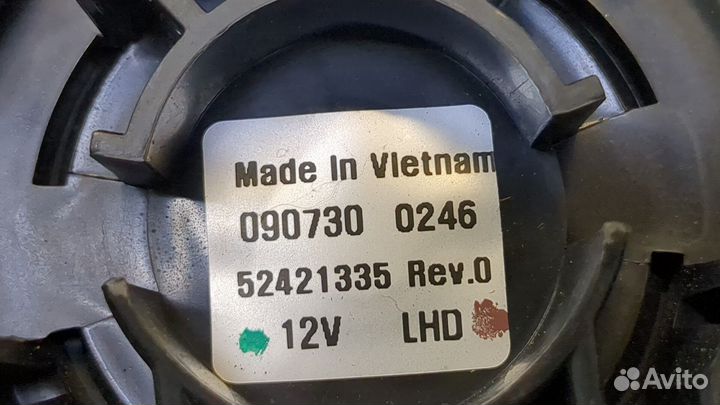 Made In Vietnam
090730 0246
52421335 Rev.0
12V LHD
Avito